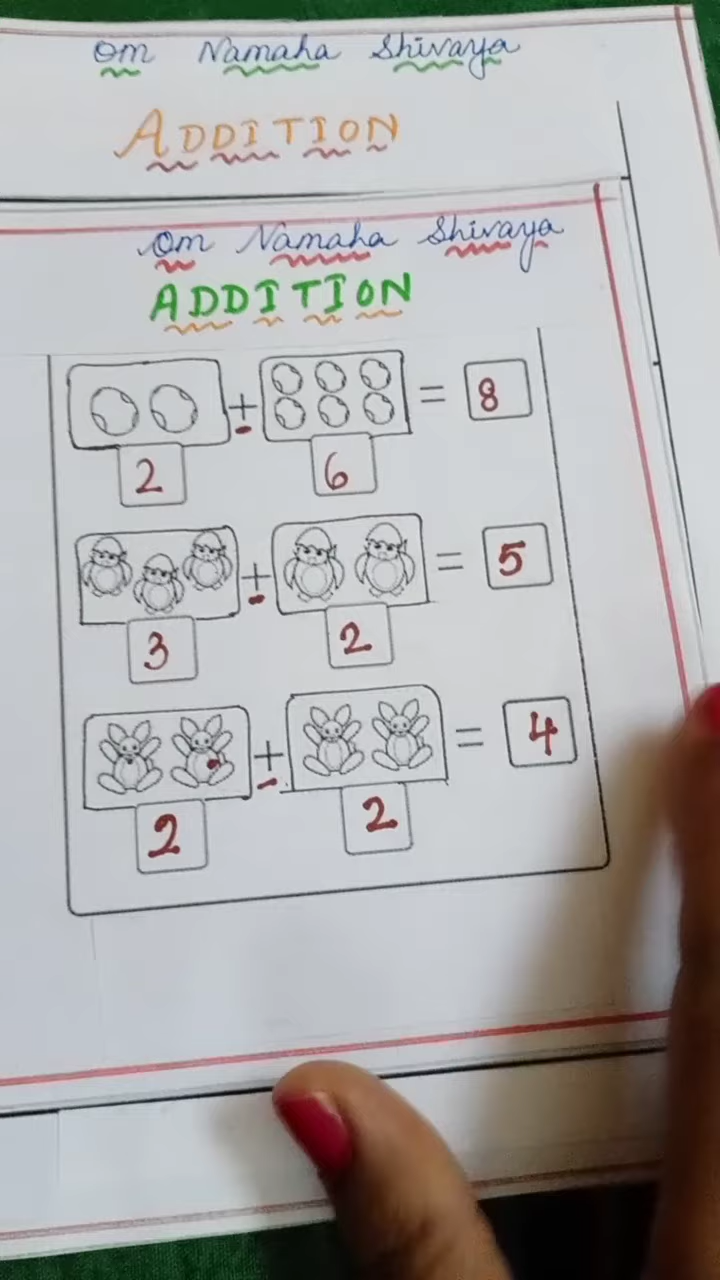 Om Namaha Shivaya
ADDITION
Om Namaha Shivaya
ADDITION
+ = 8
2 6
+ = 5
3 2
+ = 4
2 2